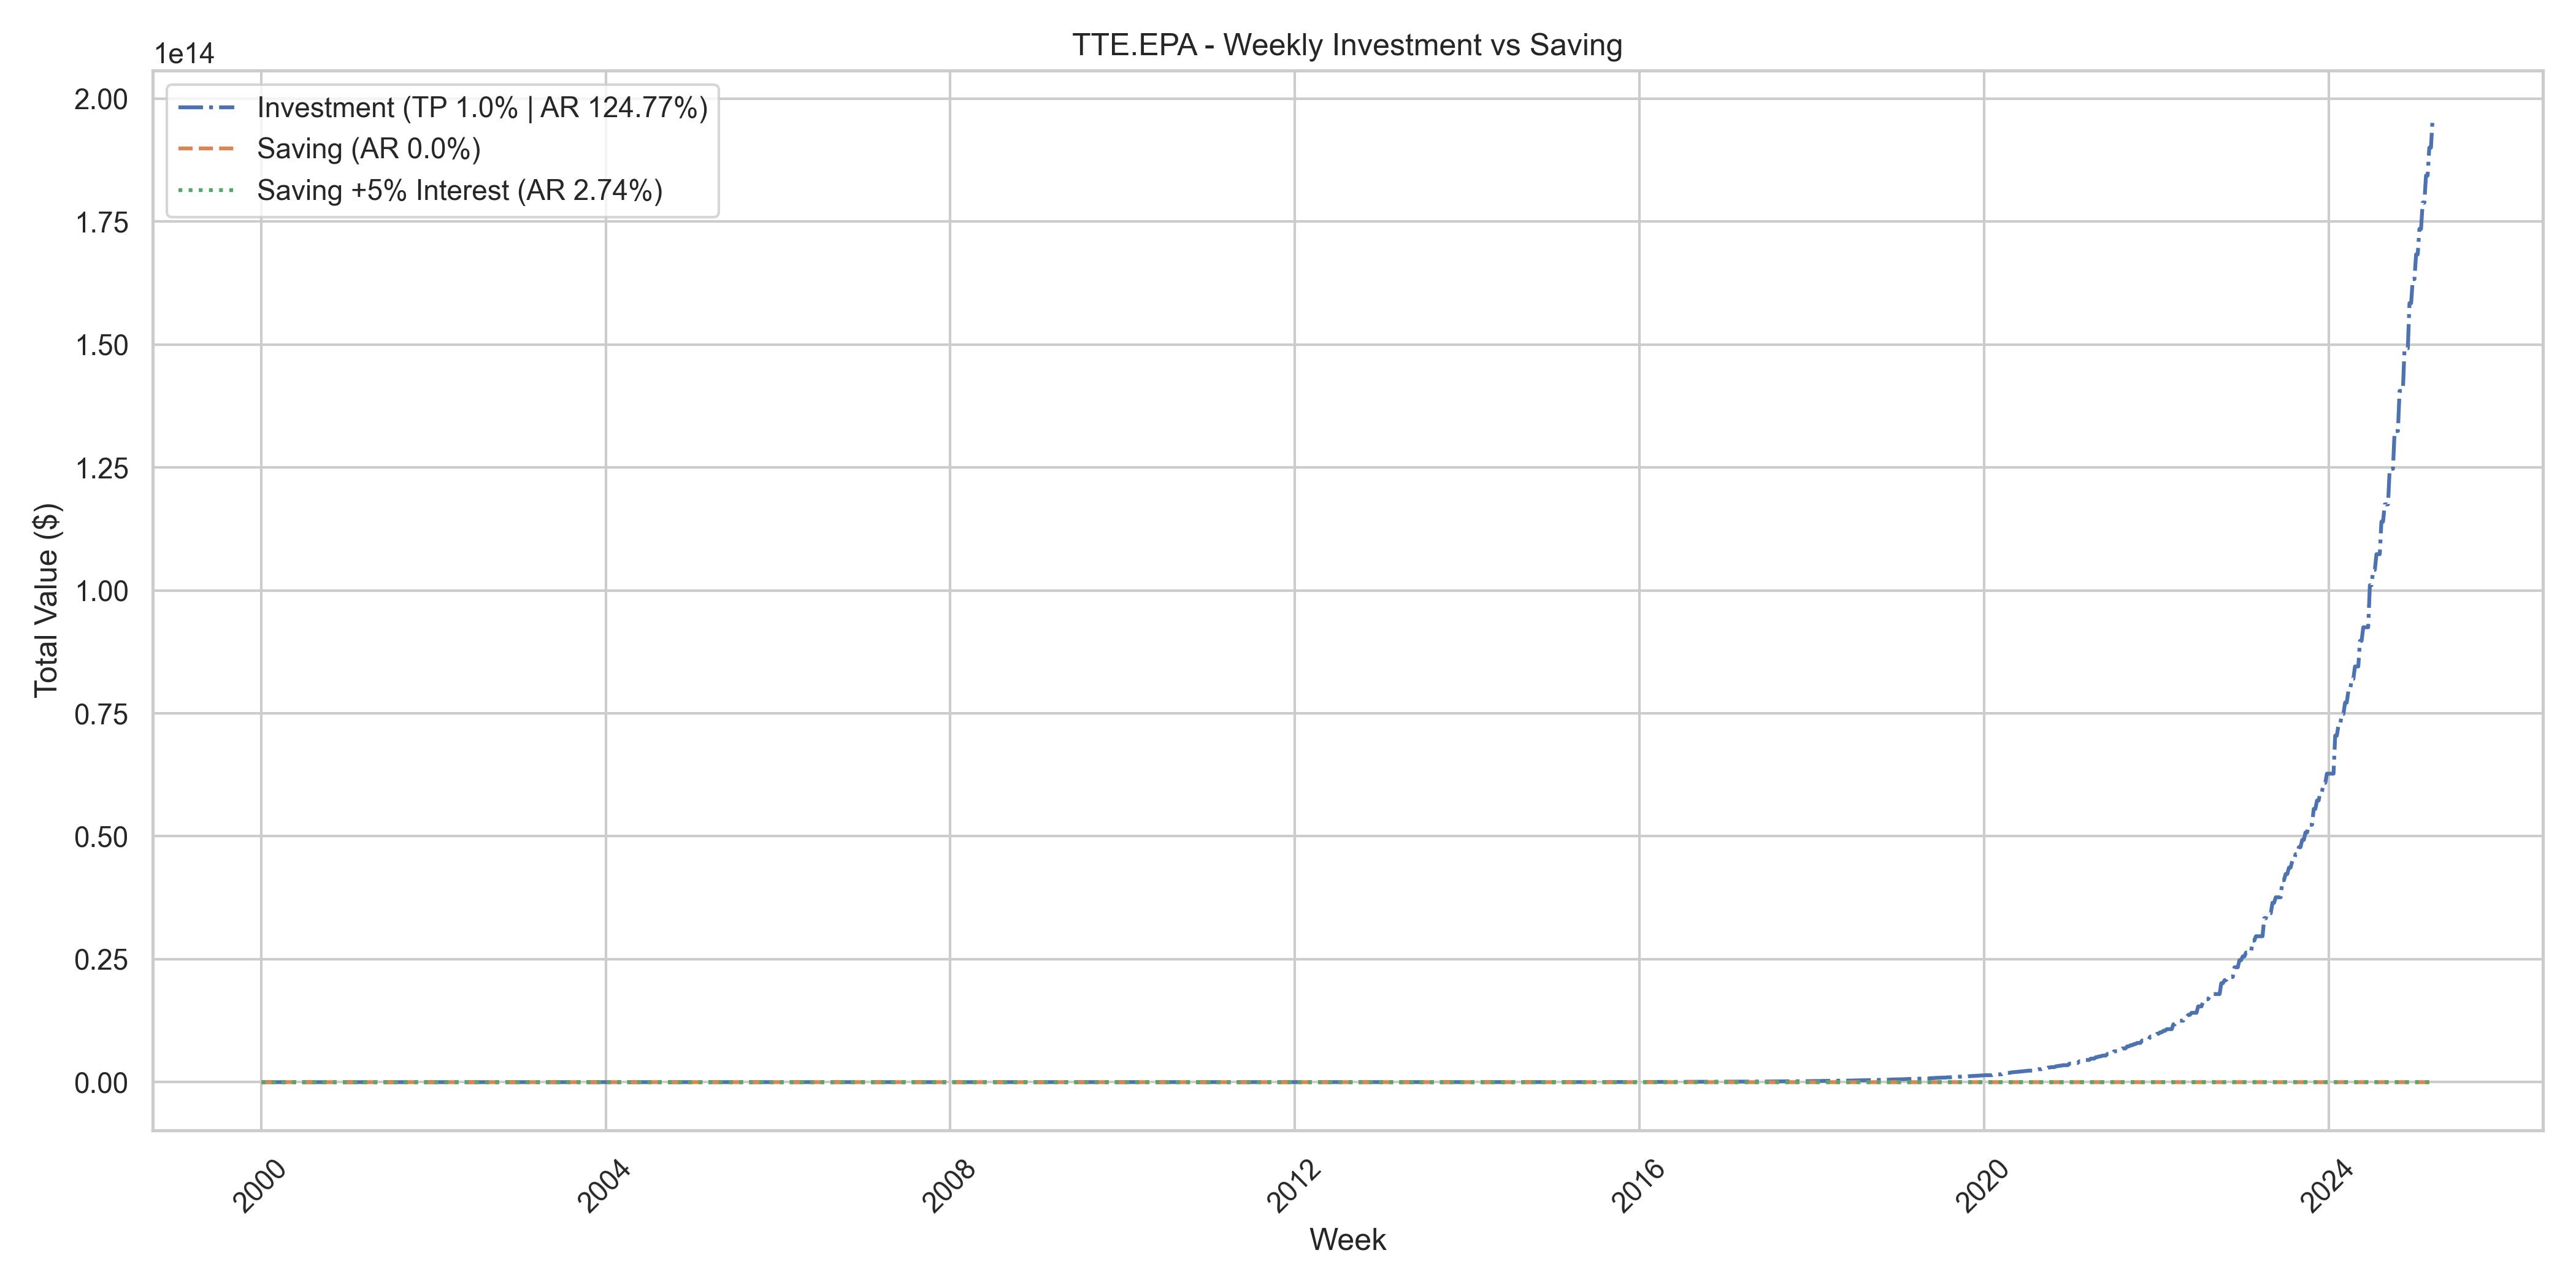 TTE.EPA - Weekly Investment vs Saving
1e14
Investment (TP 1.0% | AR 124.77%)
Saving (AR 0.0%)
Saving +5% Interest (AR 2.74%)
2.00
1.75
1.50
1.25
1.00
0.75
0.50
0.25
0.00
Total Value ($)
2000
2004
2008
2012
2016
2020
2024
Week